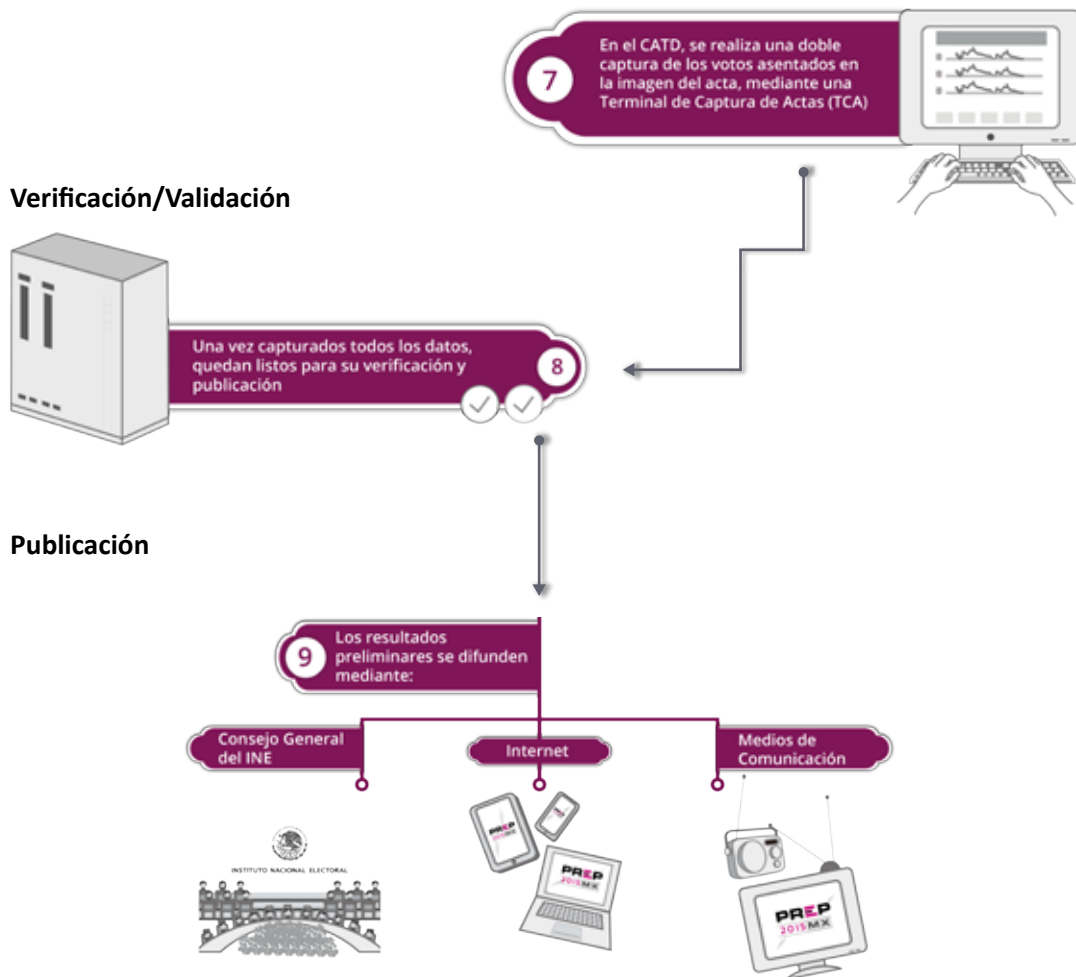 7
En el CATD, se realiza una doble
captura de los votos asentados en
la imagen del acta, mediante una
Terminal de Captura de Actas (TCA)
Verificación/Validación
Una vez capturados todos los datos,
quedan listos para su verificación y
publicación
8
Publicación
9
Los resultados
preliminares se difunden
mediante:
Consejo General
del INE
Internet
Medios de
Comunicación
INSTITUTO NACIONAL ELECTORAL
PREP
2015MX
PREP
PREP
2015MX
PREP
2015MX